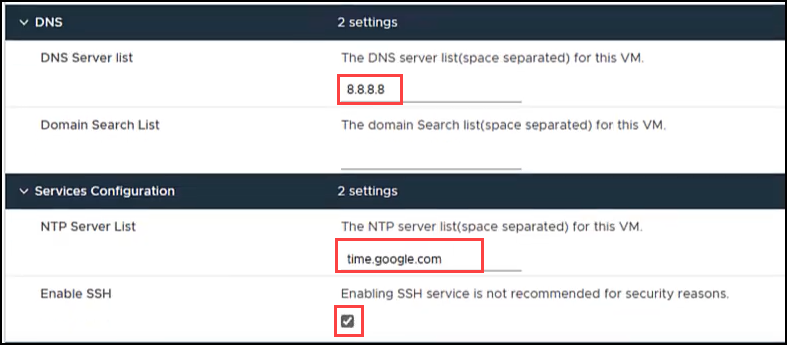 DNS 2 settings
DNS Server list The DNS server list(space separated) for this VM.
8.8.8.8
Domain Search List The domain Search list(space separated) for this VM.
Services Configuration 2 settings
NTP Server List The NTP server list(space separated) for this VM.
time.google.com
Enable SSH Enabling SSH service is not recommended for security reasons.